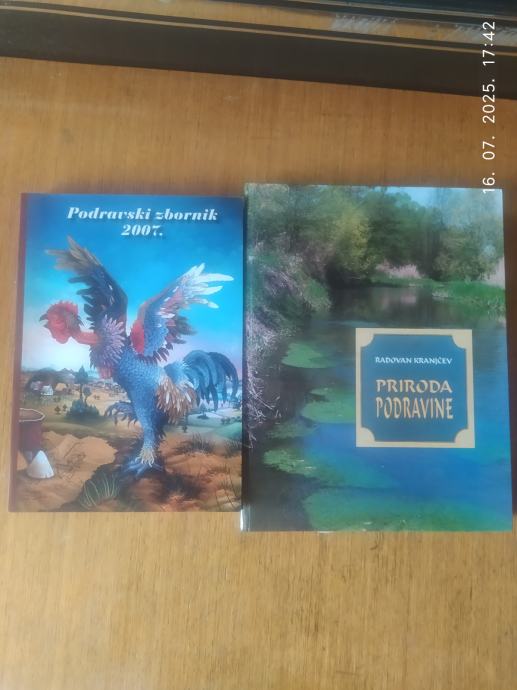 Podravski zbornik
2007.
RADOVAN KRANJČEV
PRIRODA
PODRAVINE
16. 07. 2025. 17:42